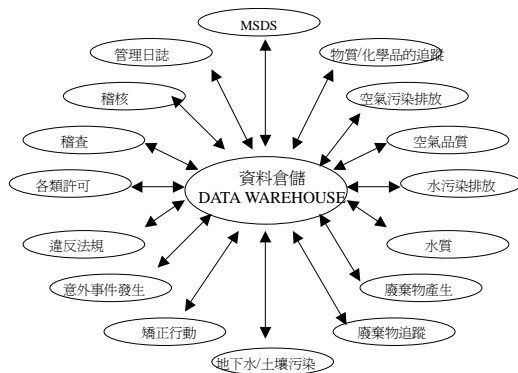 MSDS
管理日誌
物質/化學品的追蹤
稽核
空氣污染排放
稽查
空氣品質
各類許可
資料倉儲
DATA WAREHOUSE
水污染排放
違反法規
水質
意外事件發生
廢棄物產生
矯正行動
廢棄物追蹤
地下水/土壤污染